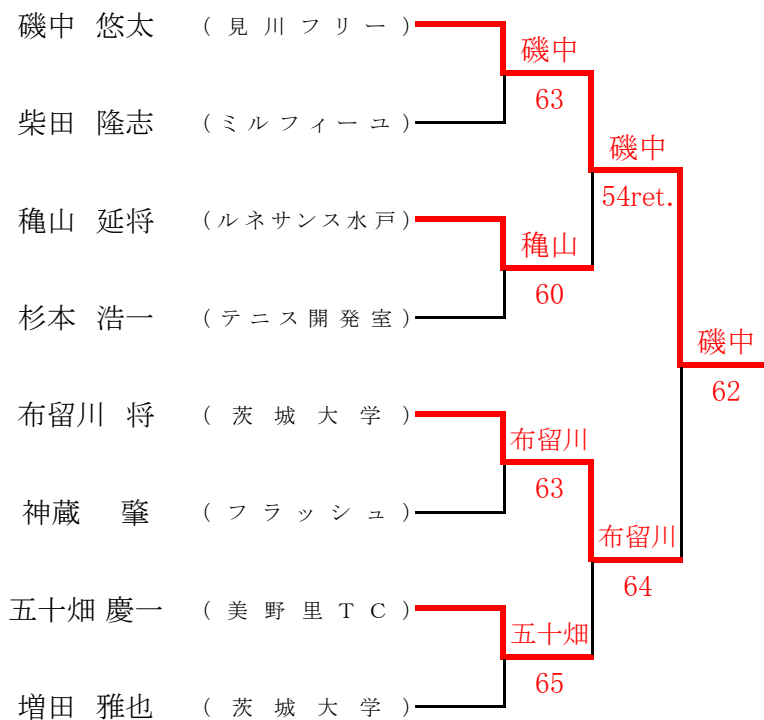 磯中 悠太 (見川フリー)
磯中
63
柴田 隆志 (ミルフィーユ)
磯中
54ret.
穐山 延将 (ルネサンス水戸)
穐山
60
杉本 浩一 (テニス開発室)
磯中
62
布留川 将 (茨城大学)
布留川
63
神蔵 肇 (フラッシュ)
布留川
64
五十畑 慶一 (美野里TC)
五十畑
65
増田 雅也 (茨城大学)